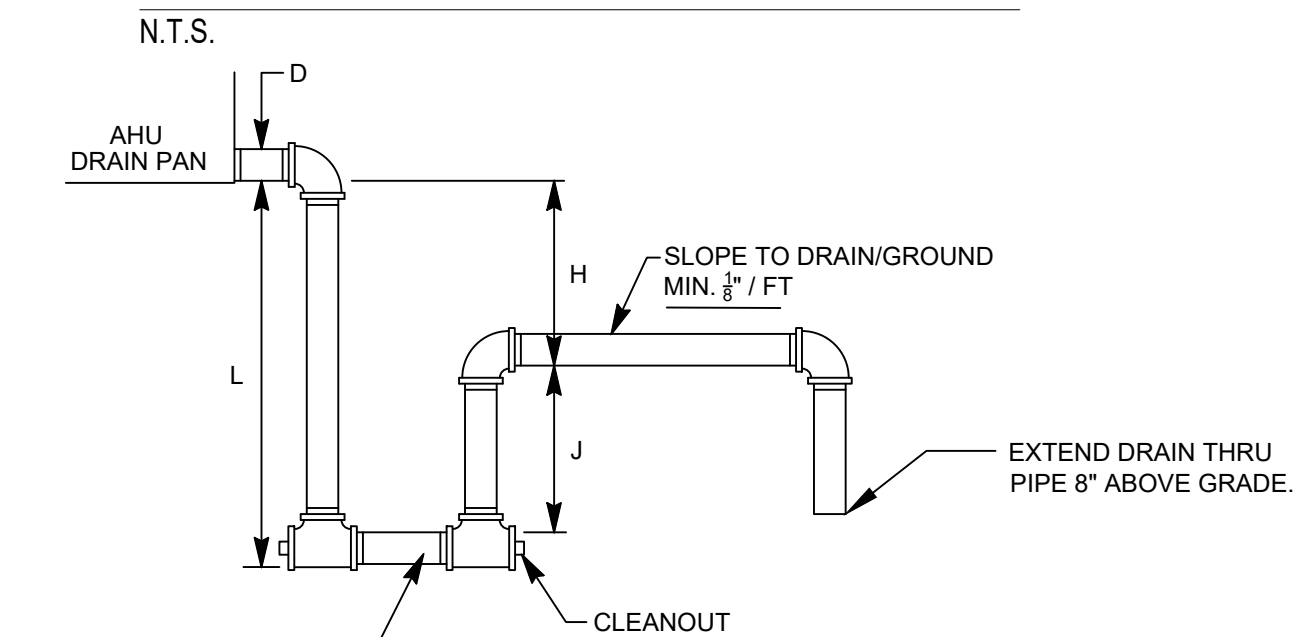 N.T.S.
D
AHU
DRAIN PAN
SLOPE TO DRAIN/GROUND
MIN. 1/8" / FT
H
L
J
EXTEND DRAIN THRU
PIPE 8" ABOVE GRADE.
CLEANOUT